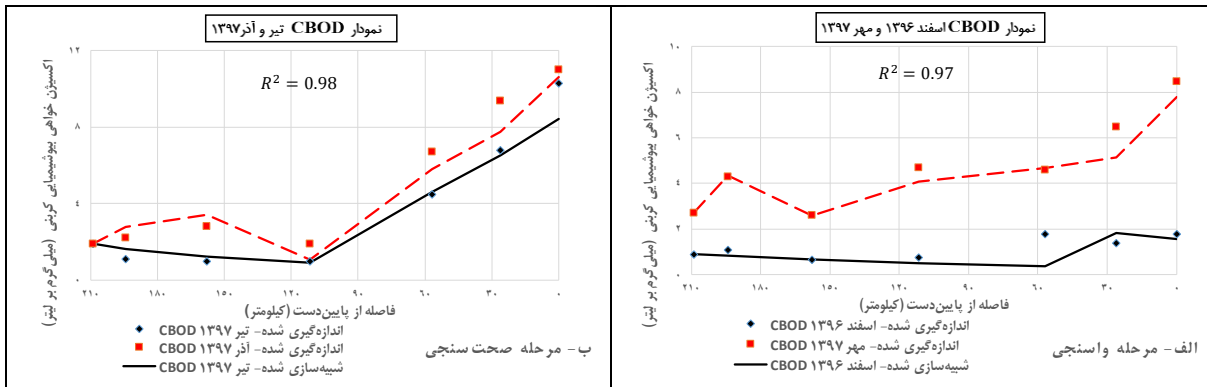 نمودار CBOD اسفند ۱۳۹۶ و مهر ۱۳۹۷
R² = 0.97
۱۰
۸
۶
۴
۲
۰
۲۱۰ ۱۸۰ ۱۵۰ ۱۲۰ ۹۰ ۶۰ ۳۰ ۰
اکسیژن خواهی بیوشیمیایی کربنی (میلی‌گرم بر لیتر)
فاصله از پایین‌دست (کیلومتر)
اندازه‌گیری شده- اسفند ۱۳۹۶ CBOD
اندازه‌گیری شده- مهر ۱۳۹۷ CBOD
شبیه‌سازی شده- اسفند ۱۳۹۶ CBOD
الف- مرحله واسنجی
نمودار CBOD تیر و آذر ۱۳۹۷
R² = 0.98
۱۲
۸
۴
۰
۲۱۰ ۱۸۰ ۱۵۰ ۱۲۰ ۹۰ ۶۰ ۳۰ ۰
اکسیژن خواهی بیوشیمیایی کربنی (میلی گرم بر لیتر)
فاصله از پایین‌دست (کیلومتر)
اندازه‌گیری شده- تیر ۱۳۹۷ CBOD
اندازه‌گیری شده- آذر ۱۳۹۷ CBOD
شبیه‌سازی شده- تیر ۱۳۹۷ CBOD
ب- مرحله صحت سنجی